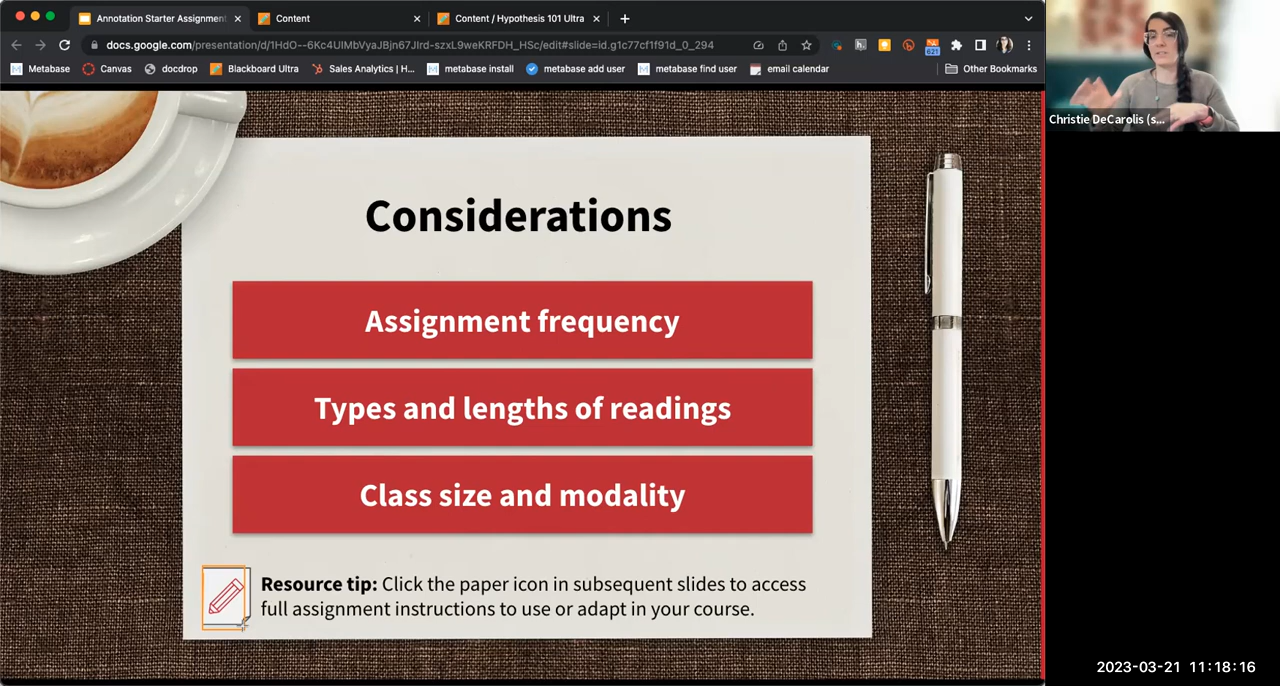 Annotation Starter Assignment
Content
Content / Hypothesis 101 Ultra
docs.google.com/presentation/d/1HdO--6Kc4UIMbVyaJBjn67JIrd-szxL9weKRFDH_HSc/edit#slide=id.g1c77cf1f91d_0_294
621
Metabase
Canvas
docdrop
Blackboard Ultra
Sales Analytics | H...
metabase install
metabase add user
metabase find user
email calendar
Other Bookmarks
Christie DeCarolis (s...
Considerations
Assignment frequency
Types and lengths of readings
Class size and modality
Resource tip: Click the paper icon in subsequent slides to access
full assignment instructions to use or adapt in your course.
2023-03-21 11:18:16